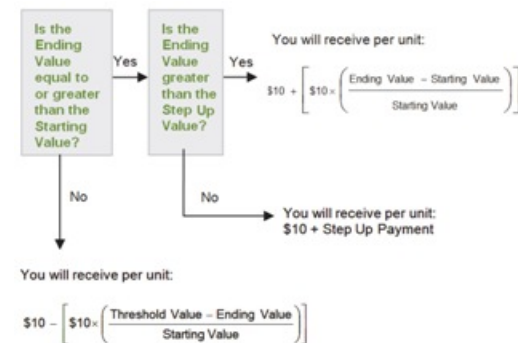 Is the
Ending
Value
equal to
or greater
than the
Starting
Value?
Yes
Is the
Ending
Value
greater
than the
Step Up
Value?
Yes
You will receive per unit:
$10 + [$10 × (Ending Value – Starting Value
Starting Value)]
No
No
You will receive per unit:
$10 + Step Up Payment
You will receive per unit:
$10 – [$10× (Threshold Value – Ending Value
Starting Value)]